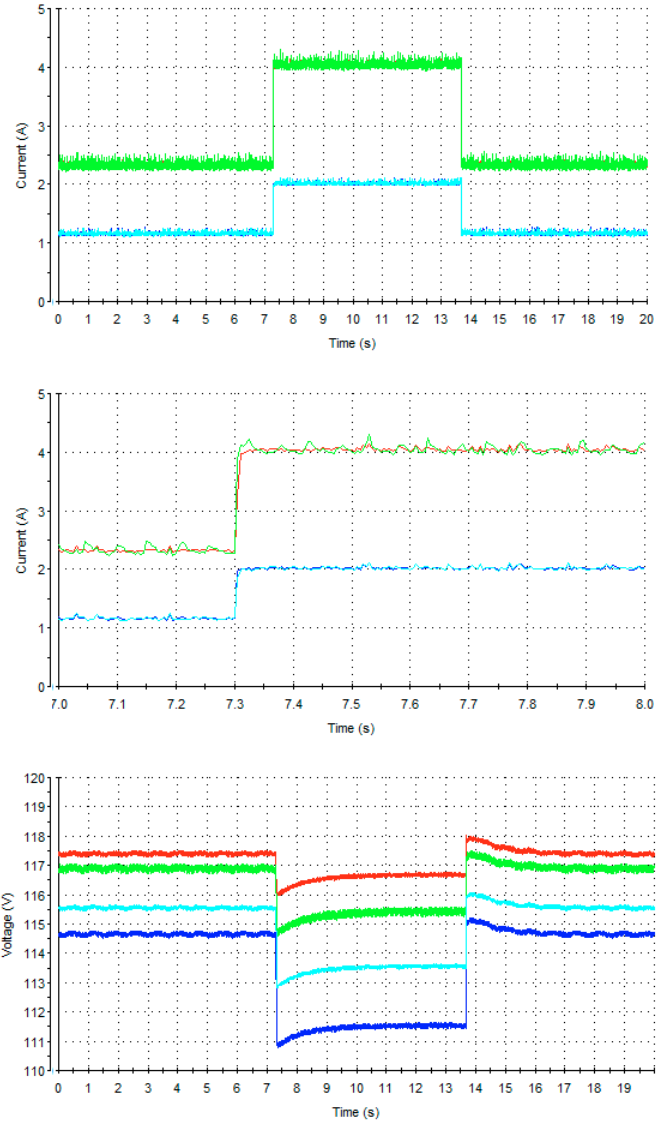 5
4
3
2
1
0
Current (A)
0 1 2 3 4 5 6 7 8 9 10 11 12 13 14 15 16 17 18 19 20
Time (s)
5
4
3
2
1
0
Current (A)
7.0 7.1 7.2 7.3 7.4 7.5 7.6 7.7 7.8 7.9 8.0
Time (s)
120
119
118
117
116
115
114
113
112
111
110
Voltage (V)
0 1 2 3 4 5 6 7 8 9 10 11 12 13 14 15 16 17 18 19
Time (s)